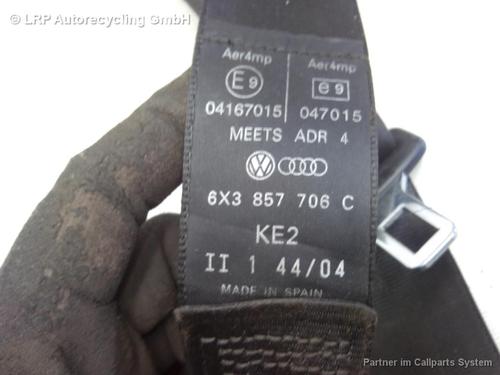 © LRP Autorecycling GmbH
Aer4mp Aer4mp
E9 e9
04167015 047015
MEETS ADR 4
6X3 857 706 C
KE2
II 1 44/04
MADE IN SPAIN
Partner im Callparts System